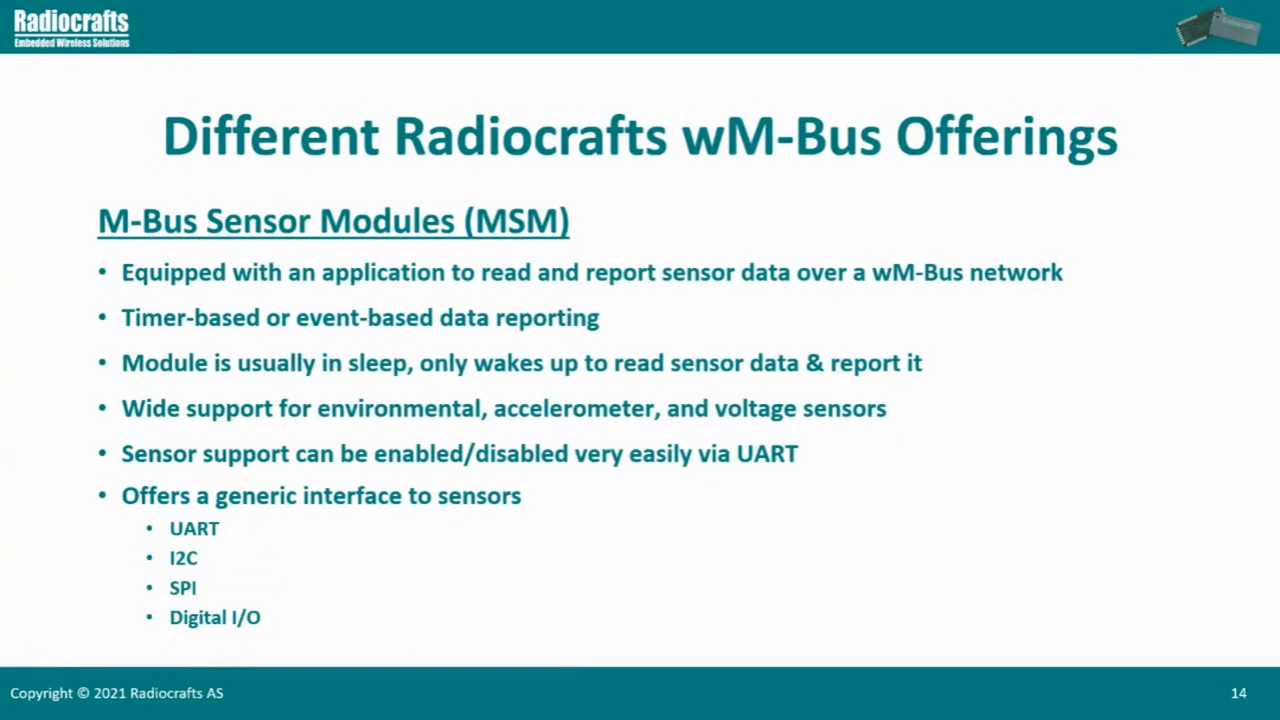 Radiocrafts
Embedded Wireless Solutions
Different Radiocrafts wM-Bus Offerings
M-Bus Sensor Modules (MSM)
• Equipped with an application to read and report sensor data over a wM-Bus network
• Timer-based or event-based data reporting
• Module is usually in sleep, only wakes up to read sensor data & report it
• Wide support for environmental, accelerometer, and voltage sensors
• Sensor support can be enabled/disabled very easily via UART
• Offers a generic interface to sensors
• UART
• I2C
• SPI
• Digital I/O
Copyright © 2021 Radiocrafts AS
14